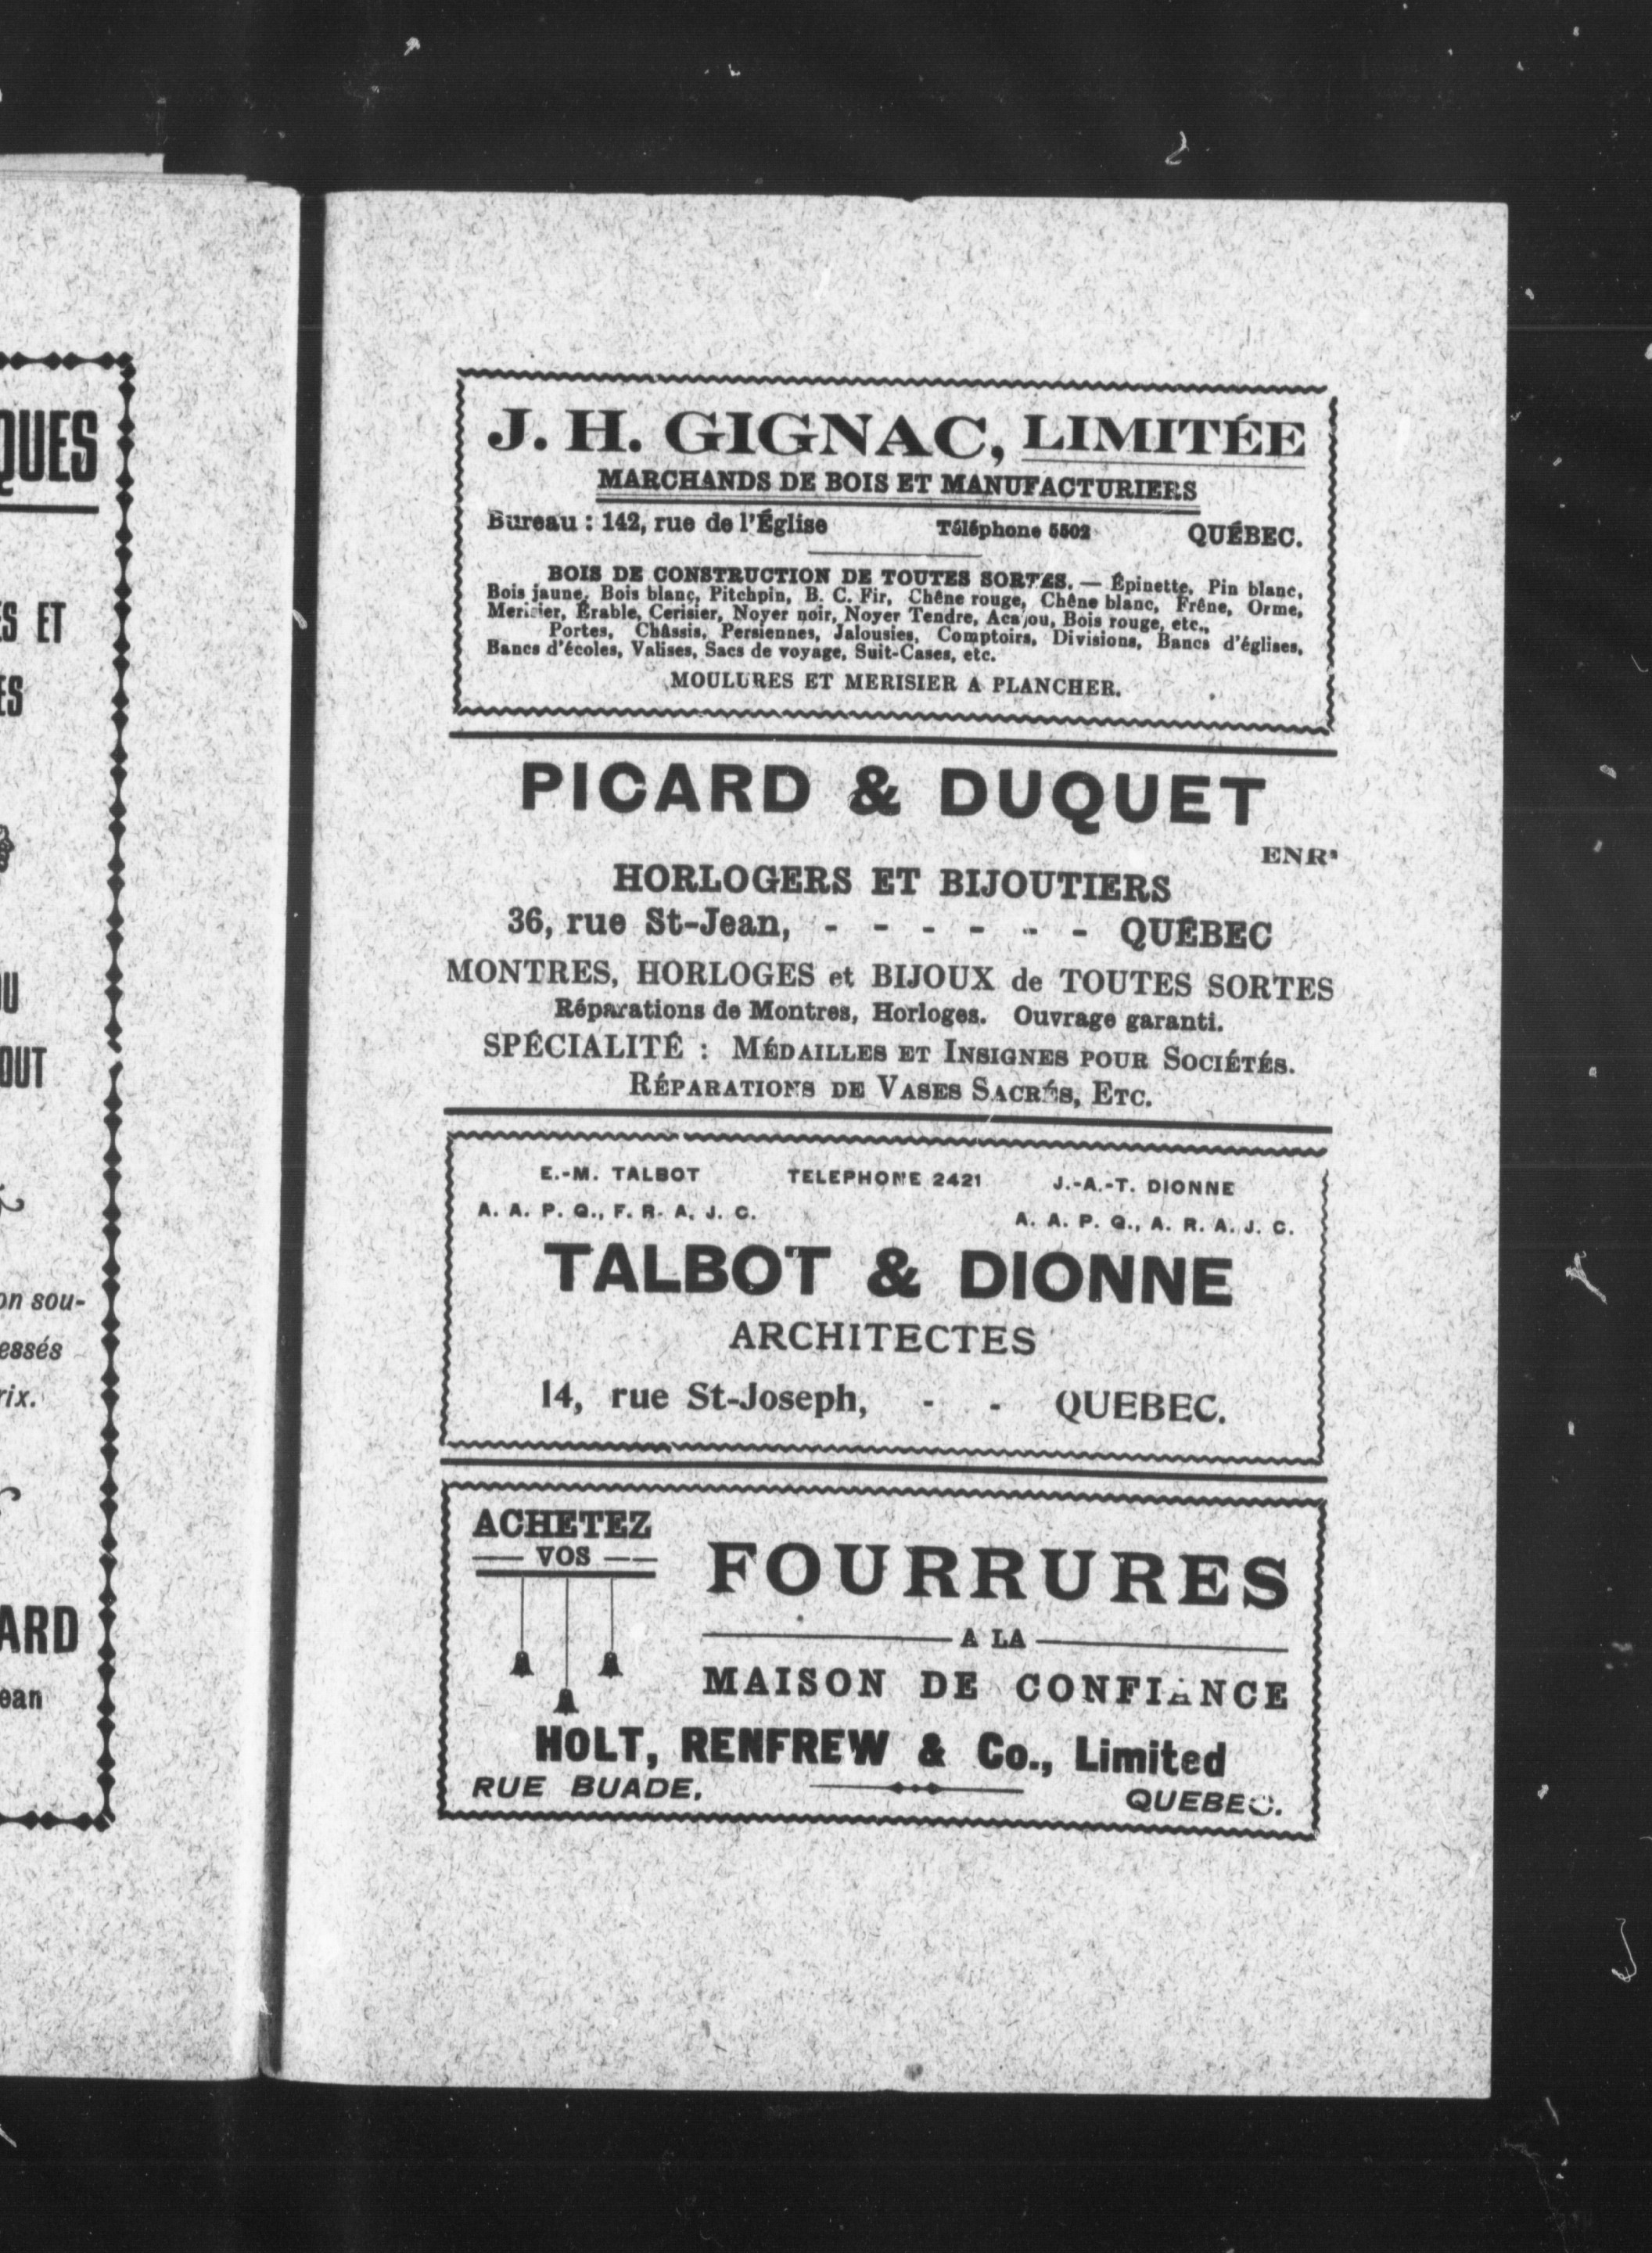 QUES
ES ET
ES
OU
OUT
on sou-
essés
rix.
ARD
ean
J. H. GIGNAC, LIMITÉE
MARCHANDS DE BOIS ET MANUFACTURIERS
Bureau : 142, rue de l'Église Téléphone 5502 QUÉBEC.
BOIS DE CONSTRUCTION DE TOUTES SORTES. — Épinette, Pin blanc,
Bois jaune, Bois blanc, Pitchpin, B. C. Fir, Chêne rouge, Chêne blanc, Frêne, Orme,
Merisier, Érable, Cerisier, Noyer noir, Noyer Tendre, Acajou, Bois rouge, etc.,
Portes, Châssis, Persiennes, Jalousies, Comptoirs, Divisions, Bancs d'églises,
Bancs d'écoles, Valises, Sacs de voyage, Suit-Cases, etc.
MOULURES ET MERISIER A PLANCHER.
PICARD & DUQUET
ENR
HORLOGERS ET BIJOUTIERS
36, rue St-Jean, - - - - - - QUÉBEC
MONTRES, HORLOGES et BIJOUX de TOUTES SORTES
Réparations de Montres, Horloges. Ouvrage garanti.
SPÉCIALITÉ : MÉDAILLES ET INSIGNES POUR SOCIÉTÉS.
RÉPARATIONS DE VASES SACRÉS, ETC.
E.-M. TALBOT TELEPHONE 2421 J.-A.-T. DIONNE
A. A. P. Q., F. R. A. J. C. A. A. P. Q., A. R. A. J. C.
TALBOT & DIONNE
ARCHITECTES
14, rue St-Joseph, - - QUEBEC.
ACHETEZ
VOS
FOURRURES
A LA
MAISON DE CONFIANCE
HOLT, RENFREW & Co., Limited
RUE BUADE, QUEBEC.